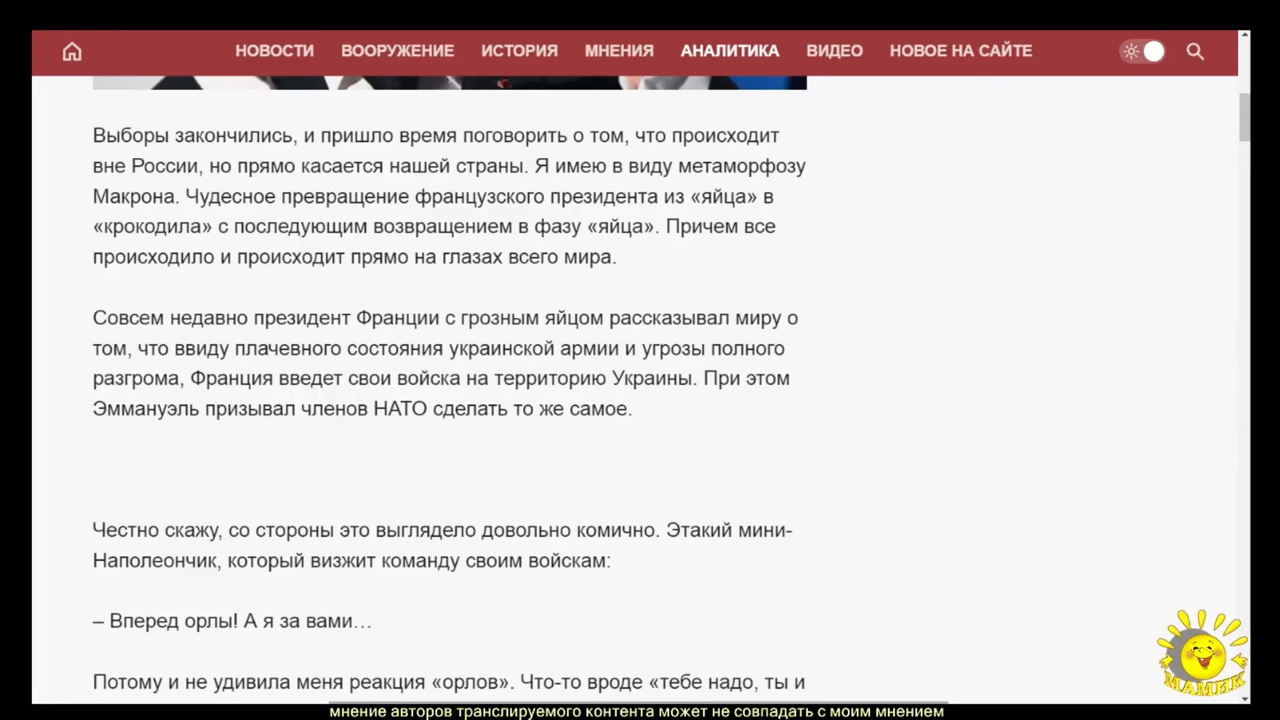 НОВОСТИ ВООРУЖЕНИЕ ИСТОРИЯ МНЕНИЯ АНАЛИТИКА ВИДЕО НОВОЕ НА САЙТЕ
Выборы закончились, и пришло время поговорить о том, что происходит
вне России, но прямо касается нашей страны. Я имею в виду метаморфозу
Макрона. Чудесное превращение французского президента из «яйца» в
«крокодила» с последующим возвращением в фазу «яйца». Причем все
происходило и происходит прямо на глазах всего мира.
Совсем недавно президент Франции с грозным яйцом рассказывал миру о
том, что ввиду плачевного состояния украинской армии и угрозы полного
разгрома, Франция введет свои войска на территорию Украины. При этом
Эммануэль призывал членов НАТО сделать то же самое.
Честно скажу, со стороны это выглядело довольно комично. Этакий мини-
Наполеончик, который визжит команду своим войскам:
– Вперед орлы! А я за вами…
Потому и не удивила меня реакция «орлов». Что-то вроде «тебе надо, ты и
МАМИК
мнение авторов транслируемого контента может не совпадать с моим мнением